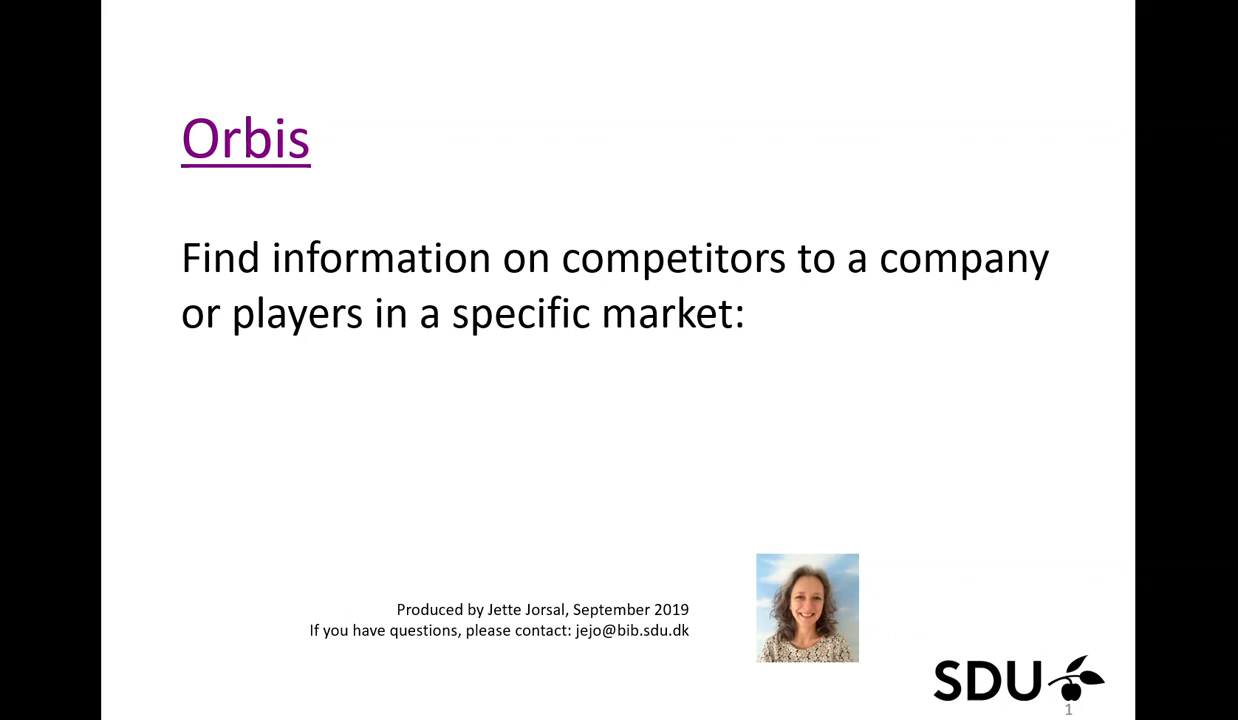 Orbis
Find information on competitors to a company
or players in a specific market:
Produced by Jette Jorsal, September 2019
If you have questions, please contact: jejo@bib.sdu.dk
SDU
1